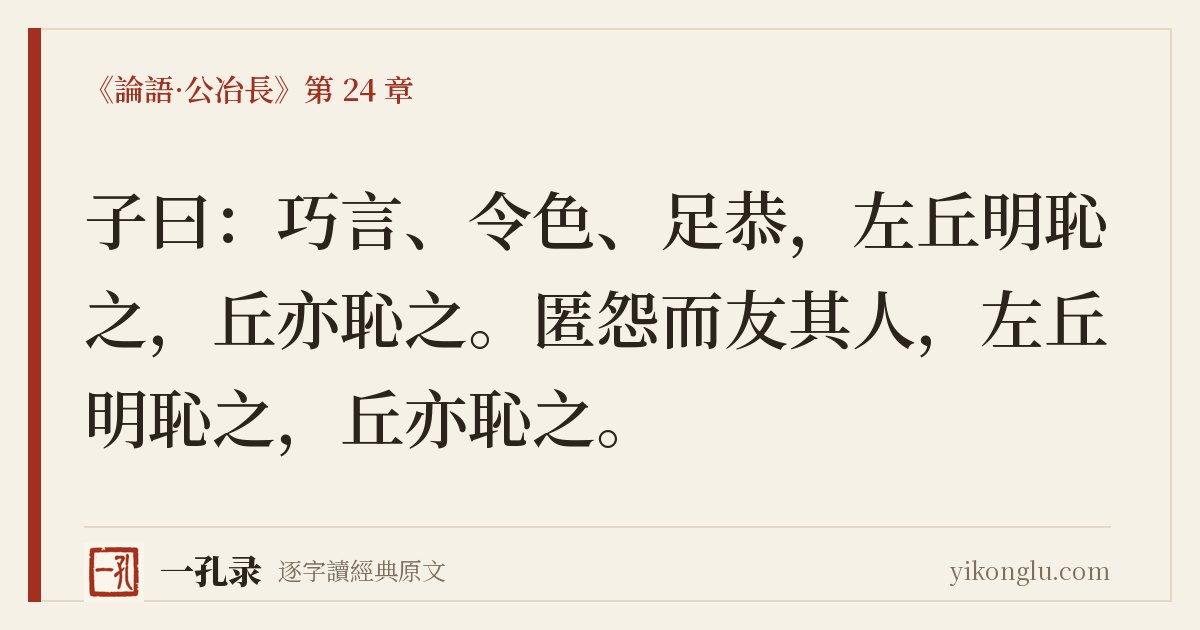 《論語·公冶長》第 24 章
子曰：巧言、令色、足恭，左丘明恥
之，丘亦恥之。匿怨而友其人，左丘
明恥之，丘亦恥之。
一孔
一孔录 逐字讀經典原文 yikonglu.com